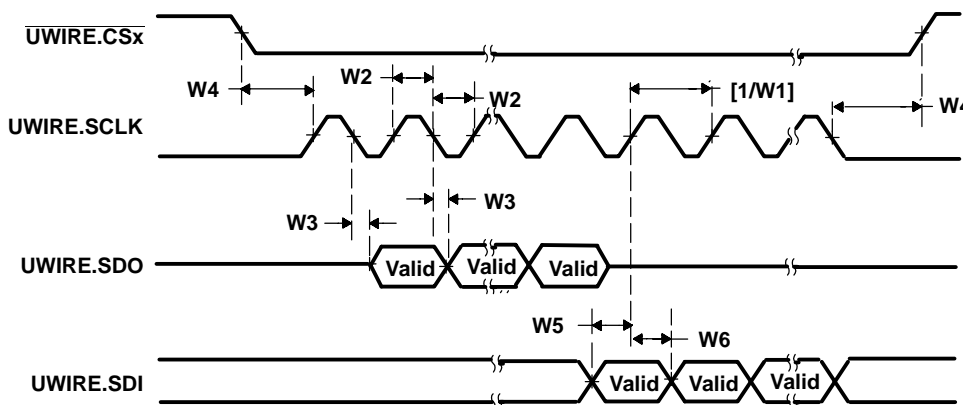 UWIRE.CSx
W4
W2
W2
[1/W1]
W4
UWIRE.SCLK
W3
W3
UWIRE.SDO
Valid
Valid
Valid
W5
W6
UWIRE.SDI
Valid
Valid
Valid